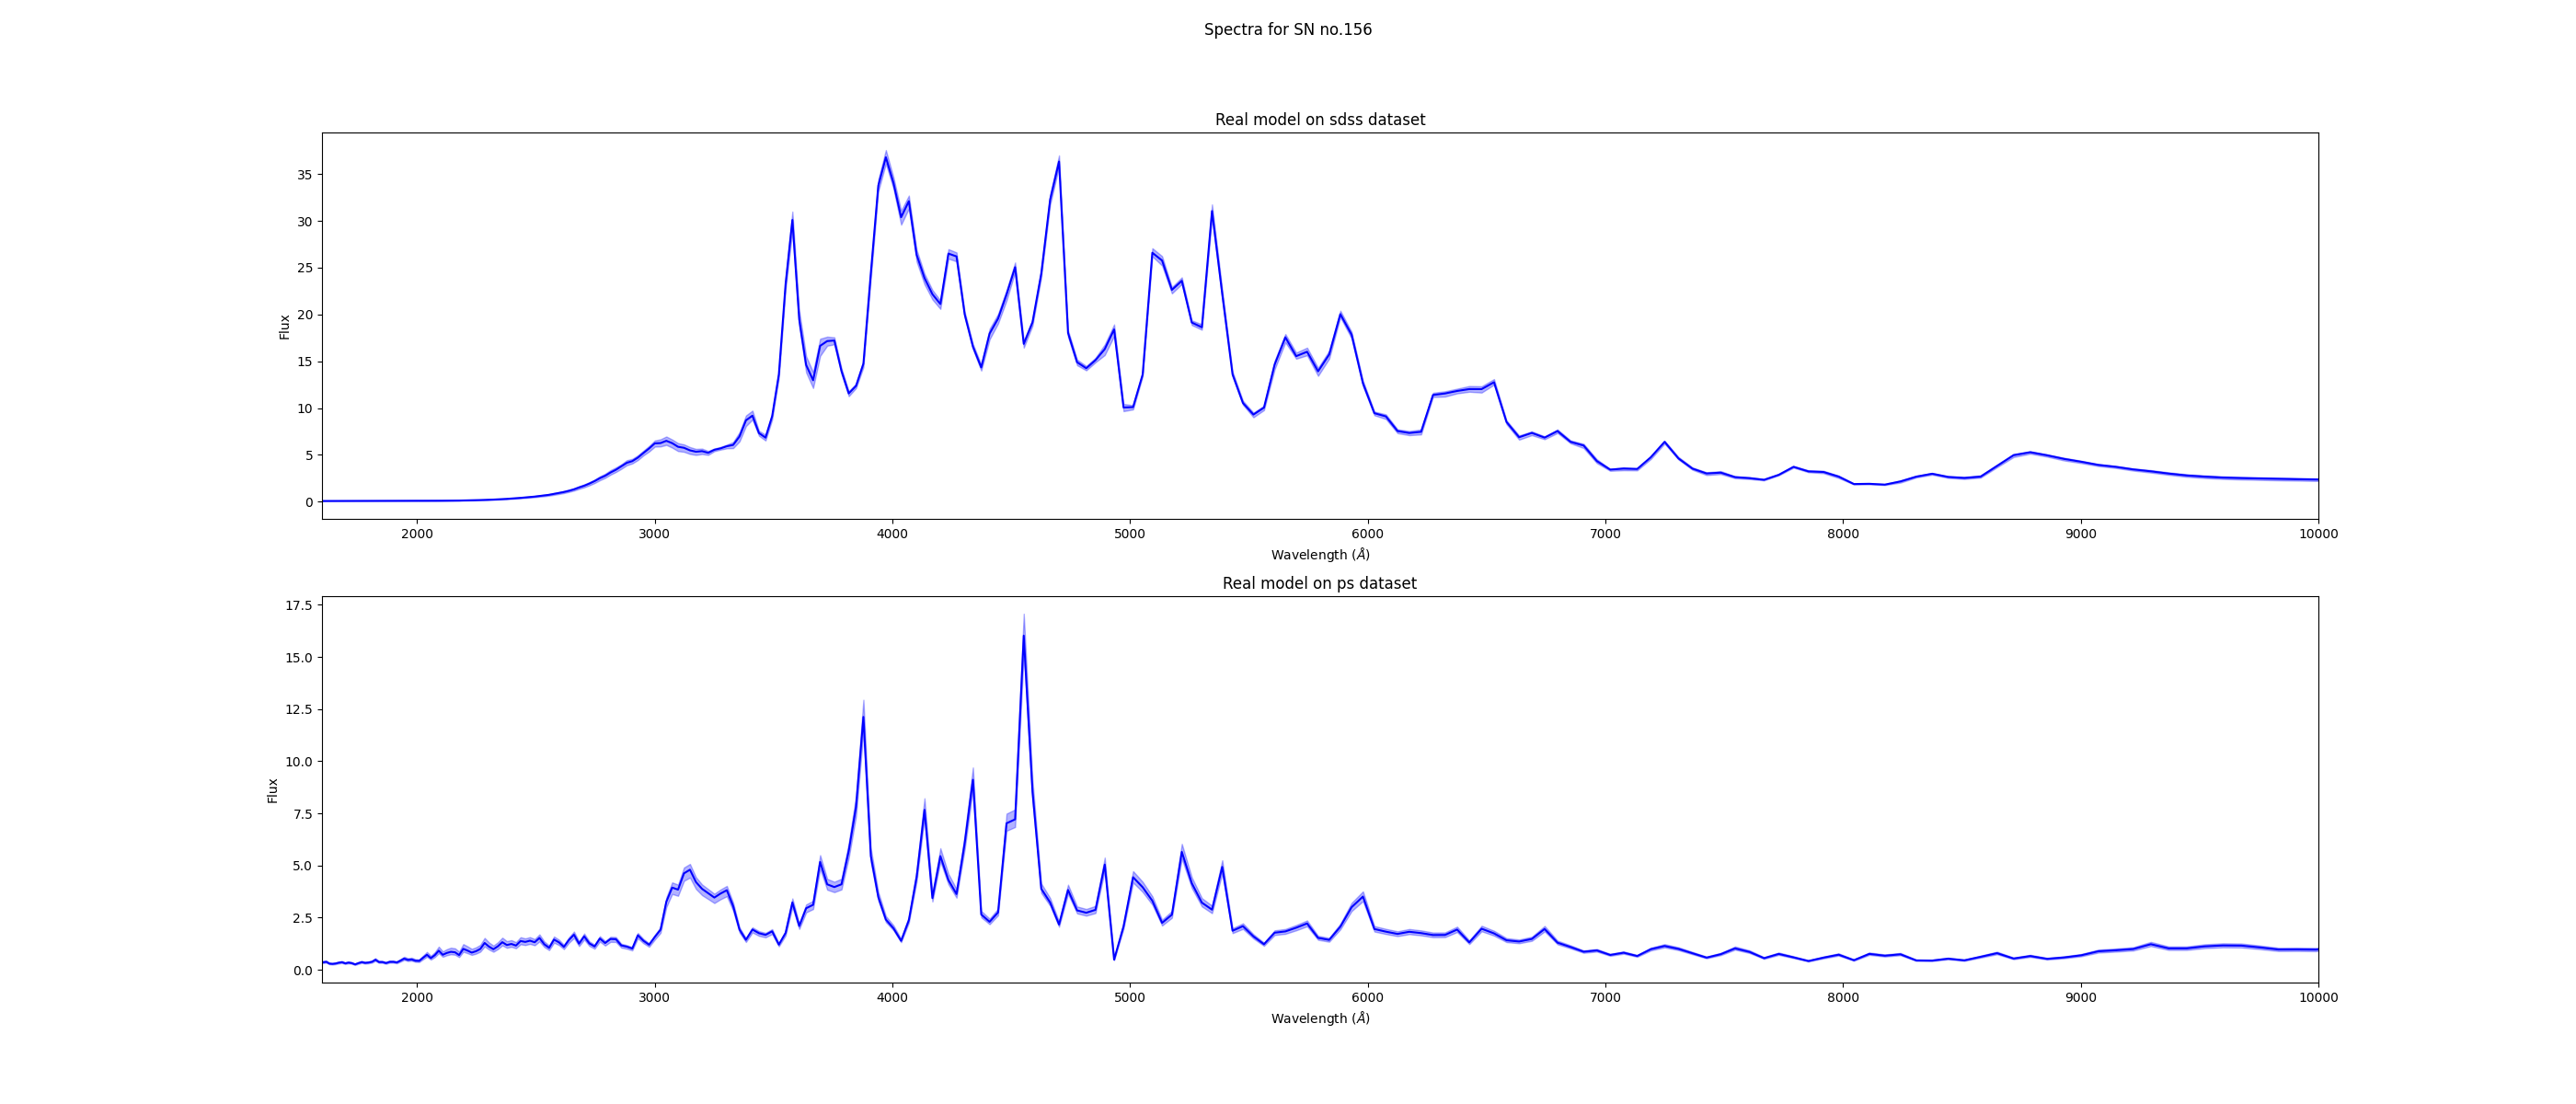 Spectra for SN no.156
Real model on sdss dataset
35
30
25
20
15
10
5
0
Flux
2000 3000 4000 5000 6000 7000 8000 9000 10000
Wavelength (Å)
Real model on ps dataset
17.5
15.0
12.5
10.0
7.5
5.0
2.5
0.0
Flux
2000 3000 4000 5000 6000 7000 8000 9000 10000
Wavelength (Å)